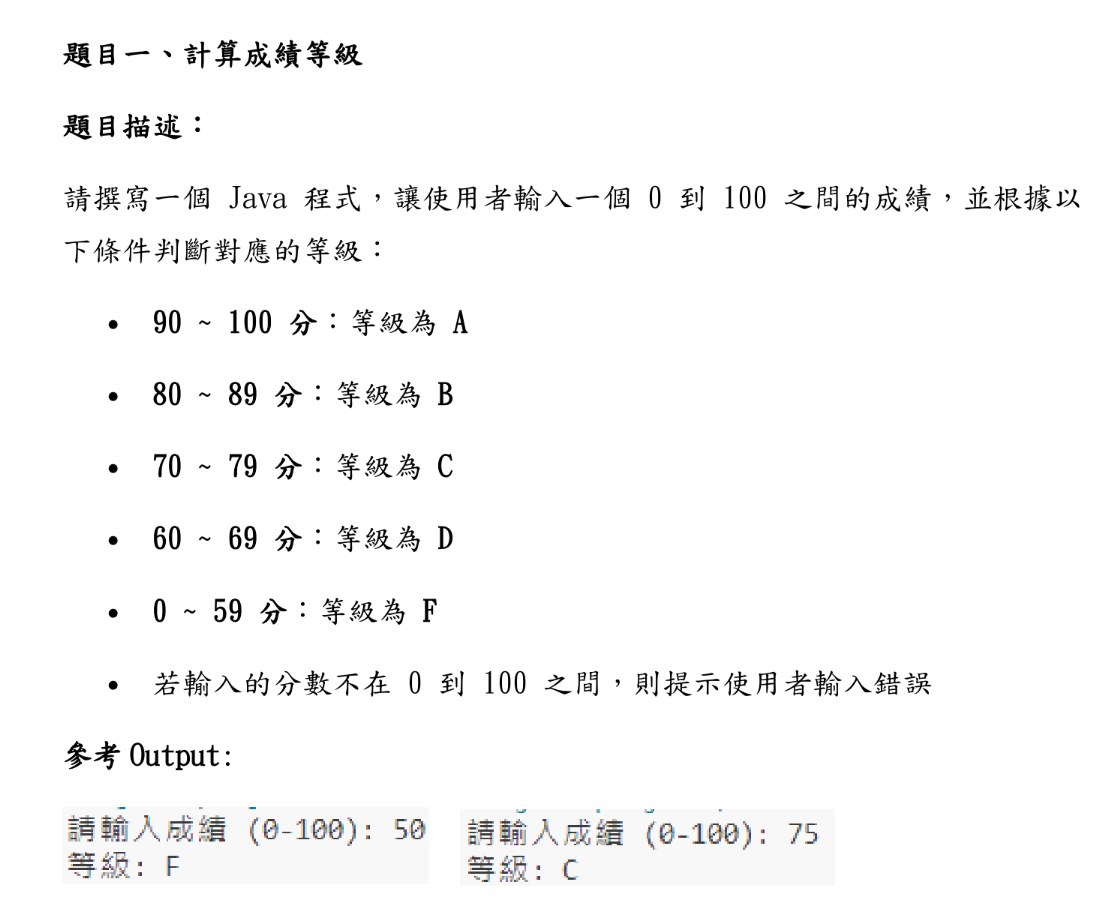 題目一、計算成績等級
題目描述：
請撰寫一個 Java 程式，讓使用者輸入一個 0 到 100 之間的成績，並根據以
下條件判斷對應的等級：
• 90 ~ 100 分：等級為 A
• 80 ~ 89 分：等級為 B
• 70 ~ 79 分：等級為 C
• 60 ~ 69 分：等級為 D
• 0 ~ 59 分：等級為 F
• 若輸入的分數不在 0 到 100 之間，則提示使用者輸入錯誤
參考 Output:
請輸入成績 (0-100): 50
等級: F
請輸入成績 (0-100): 75
等級: C